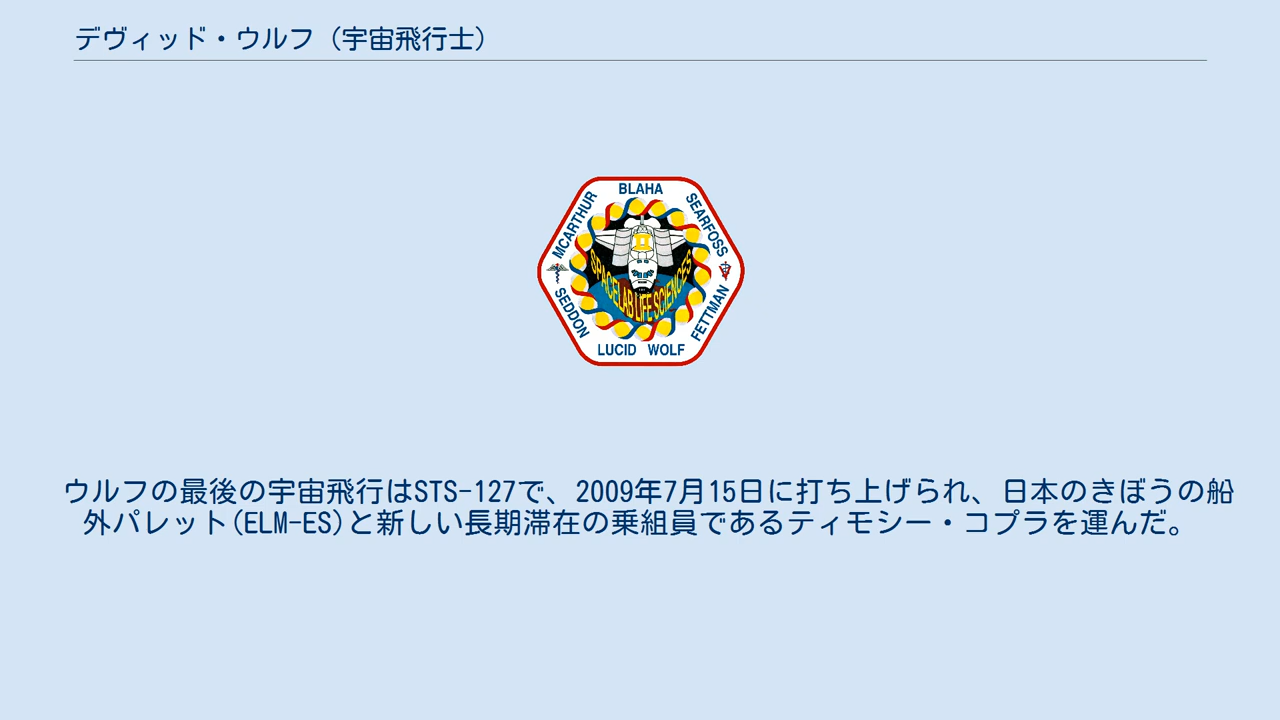 デヴィッド・ウルフ（宇宙飛行士）
BLAHA
MCARTHUR
SEARFOSS
SPACELAB LIFE SCIENCES
SEDDON
FETTMAN
LUCID WOLF
ウルフの最後の宇宙飛行はSTS-127で、2009年7月15日に打ち上げられ、日本のきぼうの船
外パレット(ELM-ES)と新しい長期滞在の乗組員であるティモシー・コプラを運んだ。